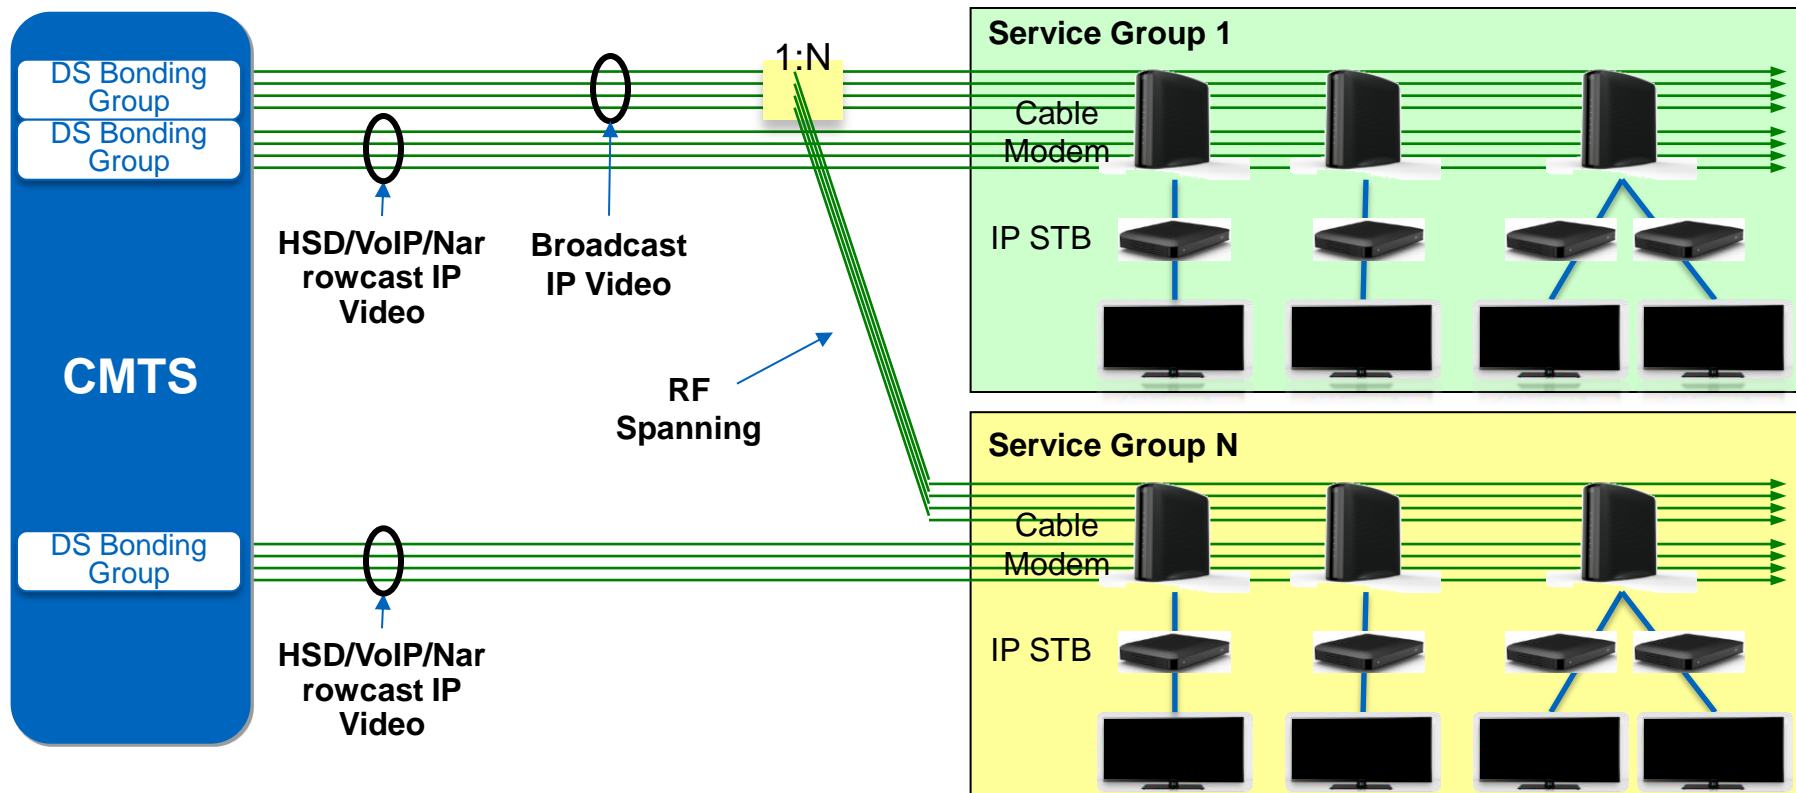 DS Bonding
Group
DS Bonding
Group
CMTS
DS Bonding
Group
HSD/VoIP/Nar
rowcast IP
Video
Broadcast
IP Video
1:N
RF
Spanning
HSD/VoIP/Nar
rowcast IP
Video
Service Group 1
Cable
Modem
IP STB
Service Group N
Cable
Modem
IP STB